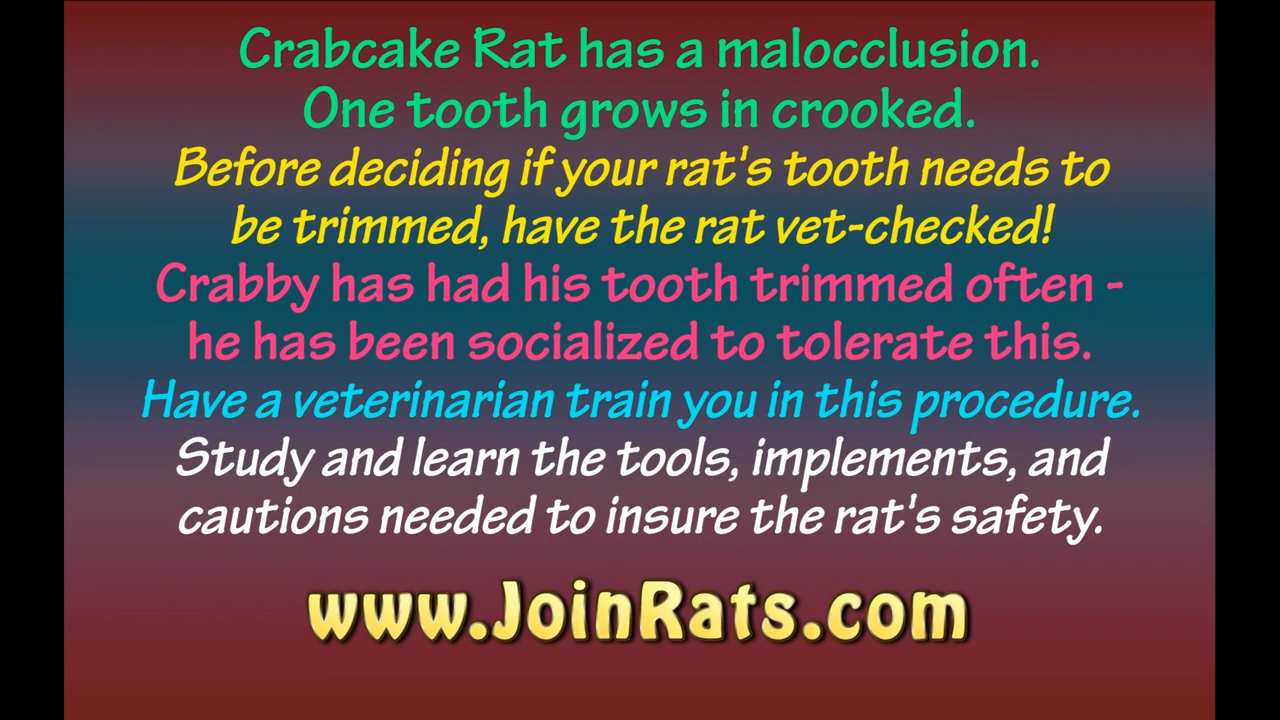 Crabcake Rat has a malocclusion.
One tooth grows in crooked.
Before deciding if your rat's tooth needs to
be trimmed, have the rat vet-checked!
Crabby has had his tooth trimmed often -
he has been socialized to tolerate this.
Have a veterinarian train you in this procedure.
Study and learn the tools, implements, and
cautions needed to insure the rat's safety.
www.JoinRats.com